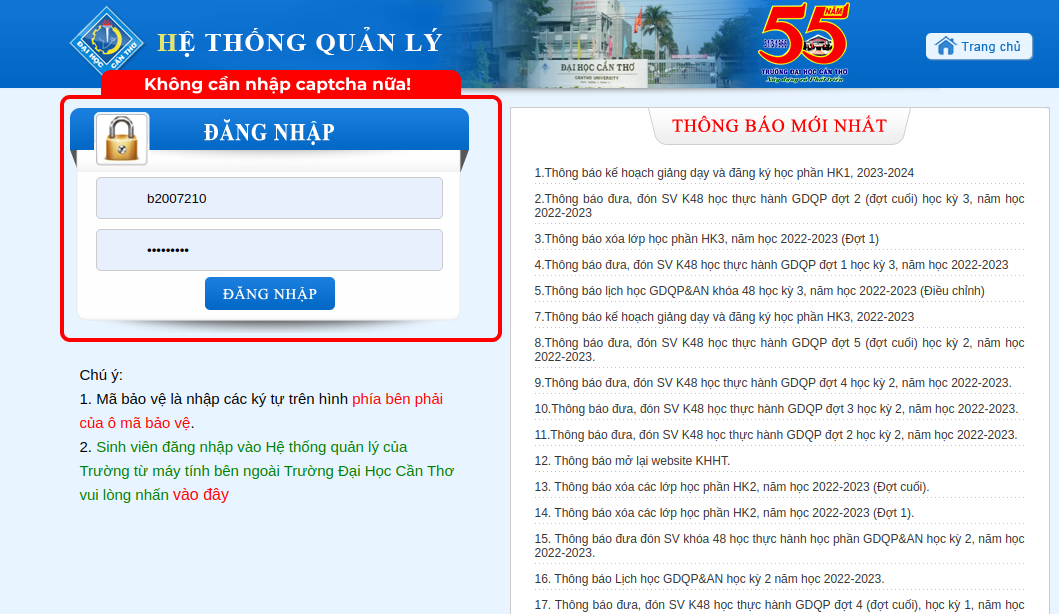 HỆ THỐNG QUẢN LÝ
ĐẠI HỌC CẦN THƠ
ĐẠI HỌC CẦN THƠ
CANTHO UNIVERSITY
55 NĂM
TRƯỜNG ĐẠI HỌC CẦN THƠ
Xây dựng và Phát triển
Trang chủ
Không cần nhập captcha nữa!
ĐĂNG NHẬP
b2007210
•••••••••
ĐĂNG NHẬP
Chú ý:
1. Mã bảo vệ là nhập các ký tự trên hình phía bên phải
của ô mã bảo vệ.
2. Sinh viên đăng nhập vào Hệ thống quản lý của
Trường từ máy tính bên ngoài Trường Đại Học Cần Thơ
vui lòng nhấn vào đây
THÔNG BÁO MỚI NHẤT
1.Thông báo kế hoạch giảng dạy và đăng ký học phần HK1, 2023-2024
2.Thông báo đưa, đón SV K48 học thực hành GDQP đợt 2 (đợt cuối) học kỳ 3, năm học
2022-2023
3.Thông báo xóa lớp học phần HK3, năm học 2022-2023 (Đợt 1)
4.Thông báo đưa, đón SV K48 học thực hành GDQP đợt 1 học kỳ 3, năm học 2022-2023
5.Thông báo lịch học GDQP&AN khóa 48 học kỳ 3, năm học 2022-2023 (Điều chỉnh)
7.Thông báo kế hoạch giảng dạy và đăng ký học phần HK3, 2022-2023
8.Thông báo đưa, đón SV K48 học thực hành GDQP đợt 5 (đợt cuối) học kỳ 2, năm học
2022-2023.
9.Thông báo đưa, đón SV K48 học thực hành GDQP đợt 4 học kỳ 2, năm học 2022-2023.
10.Thông báo đưa, đón SV K48 học thực hành GDQP đợt 3 học kỳ 2, năm học 2022-2023.
11.Thông báo đưa, đón SV K48 học thực hành GDQP đợt 2 học kỳ 2, năm học 2022-2023.
12. Thông báo mở lại website KHHT.
13. Thông báo xóa các lớp học phần HK2, năm học 2022-2023 (Đợt cuối).
14. Thông báo xóa các lớp học phần HK2, năm học 2022-2023 (Đợt 1).
15. Thông báo đưa đón SV khóa 48 học thực hành học phần GDQP&AN học kỳ 2, năm học
2022-2023.
16. Thông báo Lịch học GDQP&AN học kỳ 2 năm học 2022-2023.
17. Thông báo đưa, đón SV K48 học thực hành GDQP đợt 4 (đợt cuối), học kỳ 1, năm học